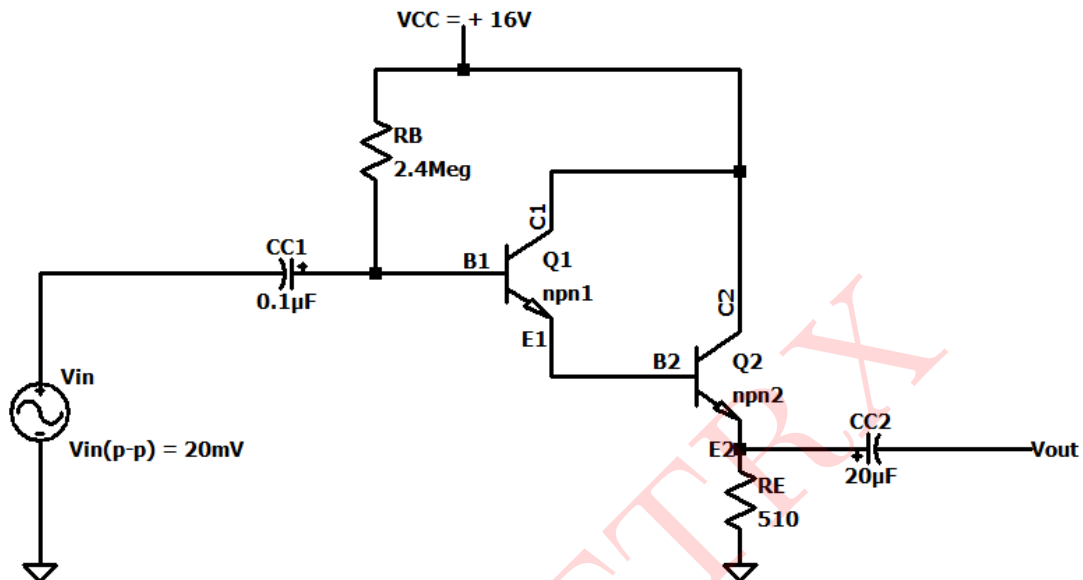 VCC = + 16V
RB
2.4Meg
C1
CC1
0.1µF
B1
Q1
npn1
E1
C2
B2
Q2
npn2
Vin
Vin(p-p) = 20mV
E2
CC2
20µF
Vout
RE
510
TRX